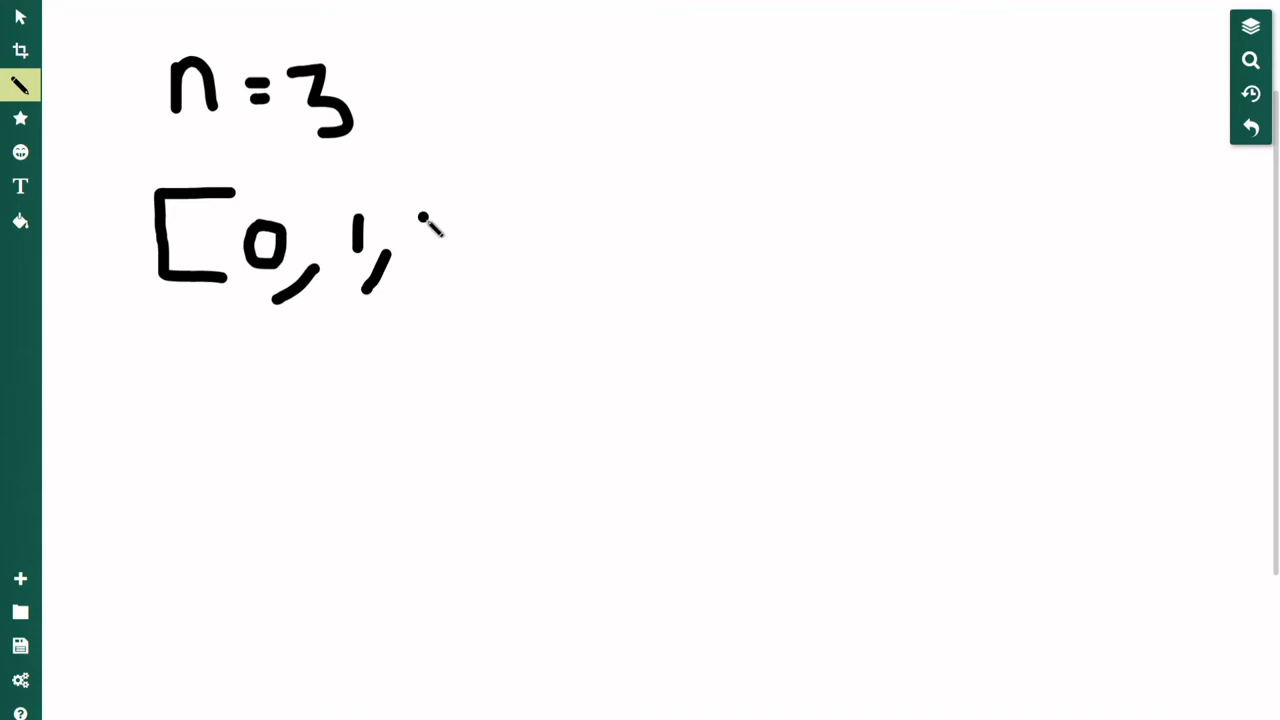 n = 3
[0, 1,
T
?